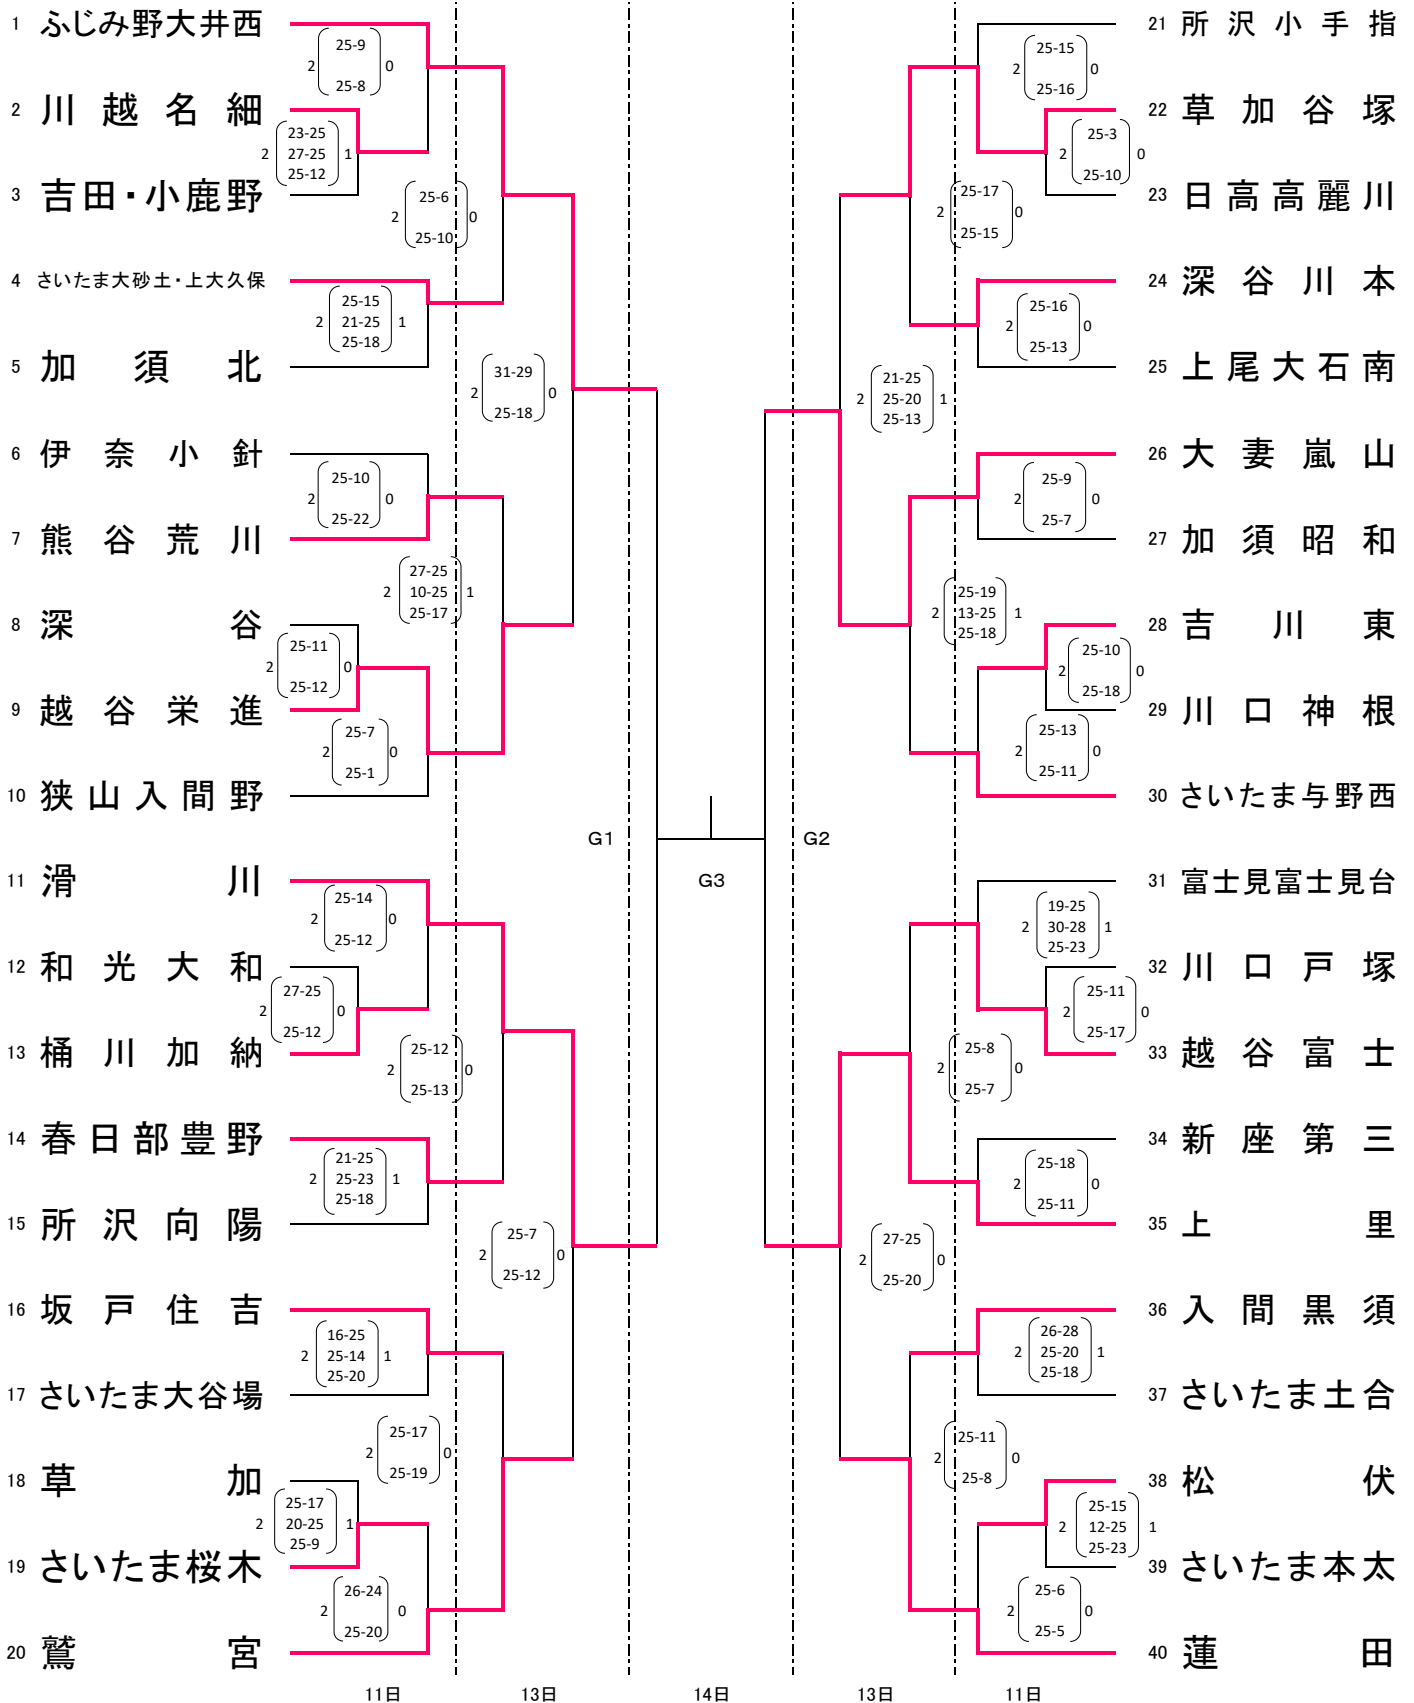 1 ふじみ野大井西
25-9
2 0
25-8
2 川越名細
23-25
2 27-25 1
25-12
3 吉田・小鹿野
25-6
2 0
25-10
4 さいたま大砂土・上大久保
25-15
2 21-25 1
25-18
5 加須北
31-29
2 0
25-18
6 伊奈小針
25-10
2 0
25-22
7 熊谷荒川
27-25
2 10-25 1
25-17
8 深谷
25-11
2 0
25-12
9 越谷栄進
25-7
2 0
25-1
10 狭山入間野
G1
11 滑川
25-14
2 0
25-12
12 和光大和
27-25
2 0
25-12
13 桶川加納
25-12
2 0
25-13
14 春日部豊野
21-25
2 25-23 1
25-18
15 所沢向陽
25-7
2 0
25-12
16 坂戸住吉
16-25
2 25-14 1
25-20
17 さいたま大谷場
25-17
2 0
25-19
18 草加
25-17
2 20-25 1
25-9
19 さいたま桜木
26-24
2 0
25-20
20 鷲宮
G3
21 所沢小手指
25-15
2 0
25-16
22 草加谷塚
25-3
2 0
25-10
23 日高高麗川
25-17
2 0
25-15
24 深谷川本
25-16
2 0
25-13
25 上尾大石南
21-25
2 25-20 1
25-13
26 大妻嵐山
25-9
2 0
25-7
27 加須昭和
25-19
2 13-25 1
25-18
28 吉川東
25-10
2 0
25-18
29 川口神根
25-13
2 0
25-11
30 さいたま与野西
G2
31 富士見富士見台
19-25
2 30-28 1
25-23
32 川口戸塚
25-11
2 0
25-17
33 越谷富士
25-8
2 0
25-7
34 新座第三
25-18
2 0
25-11
35 上里
27-25
2 0
25-20
36 入間黒須
26-28
2 25-20 1
25-18
37 さいたま土合
25-11
2 0
25-8
38 松伏
25-15
2 12-25 1
25-23
39 さいたま本太
25-6
2 0
25-5
40 蓮田
11日 13日 14日 13日 11日